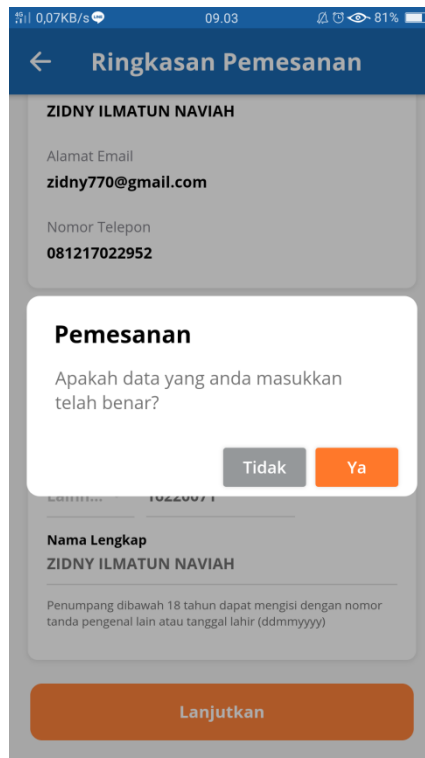 0,07KB/s
09.03
81%
Ringkasan Pemesanan
ZIDNY ILMATUN NAVIAH
Alamat Email
zidny770@gmail.com
Nomor Telepon
081217022952
Pemesanan
Apakah data yang anda masukkan
telah benar?
Tidak
Ya
Lainn...
16220071
Nama Lengkap
ZIDNY ILMATUN NAVIAH
Penumpang dibawah 18 tahun dapat mengisi dengan nomor
tanda pengenal lain atau tanggal lahir (ddmmyyyy)
Lanjutkan